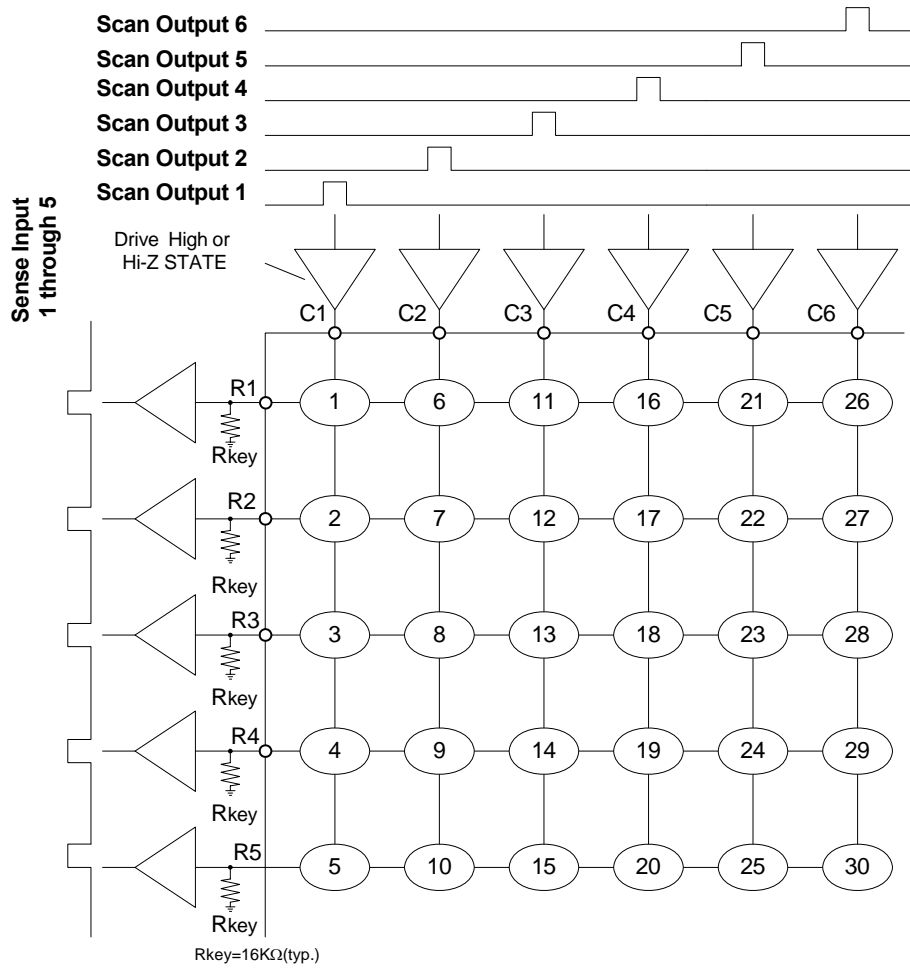 Scan Output 6
Scan Output 5
Scan Output 4
Scan Output 3
Scan Output 2
Scan Output 1
Sense Input
1 through 5
Drive High or
Hi-Z STATE
C1 C2 C3 C4 C5 C6
R1 1 6 11 16 21 26
Rkey
R2 2 7 12 17 22 27
Rkey
R3 3 8 13 18 23 28
Rkey
R4 4 9 14 19 24 29
Rkey
R5 5 10 15 20 25 30
Rkey
Rkey=16KΩ(typ.)